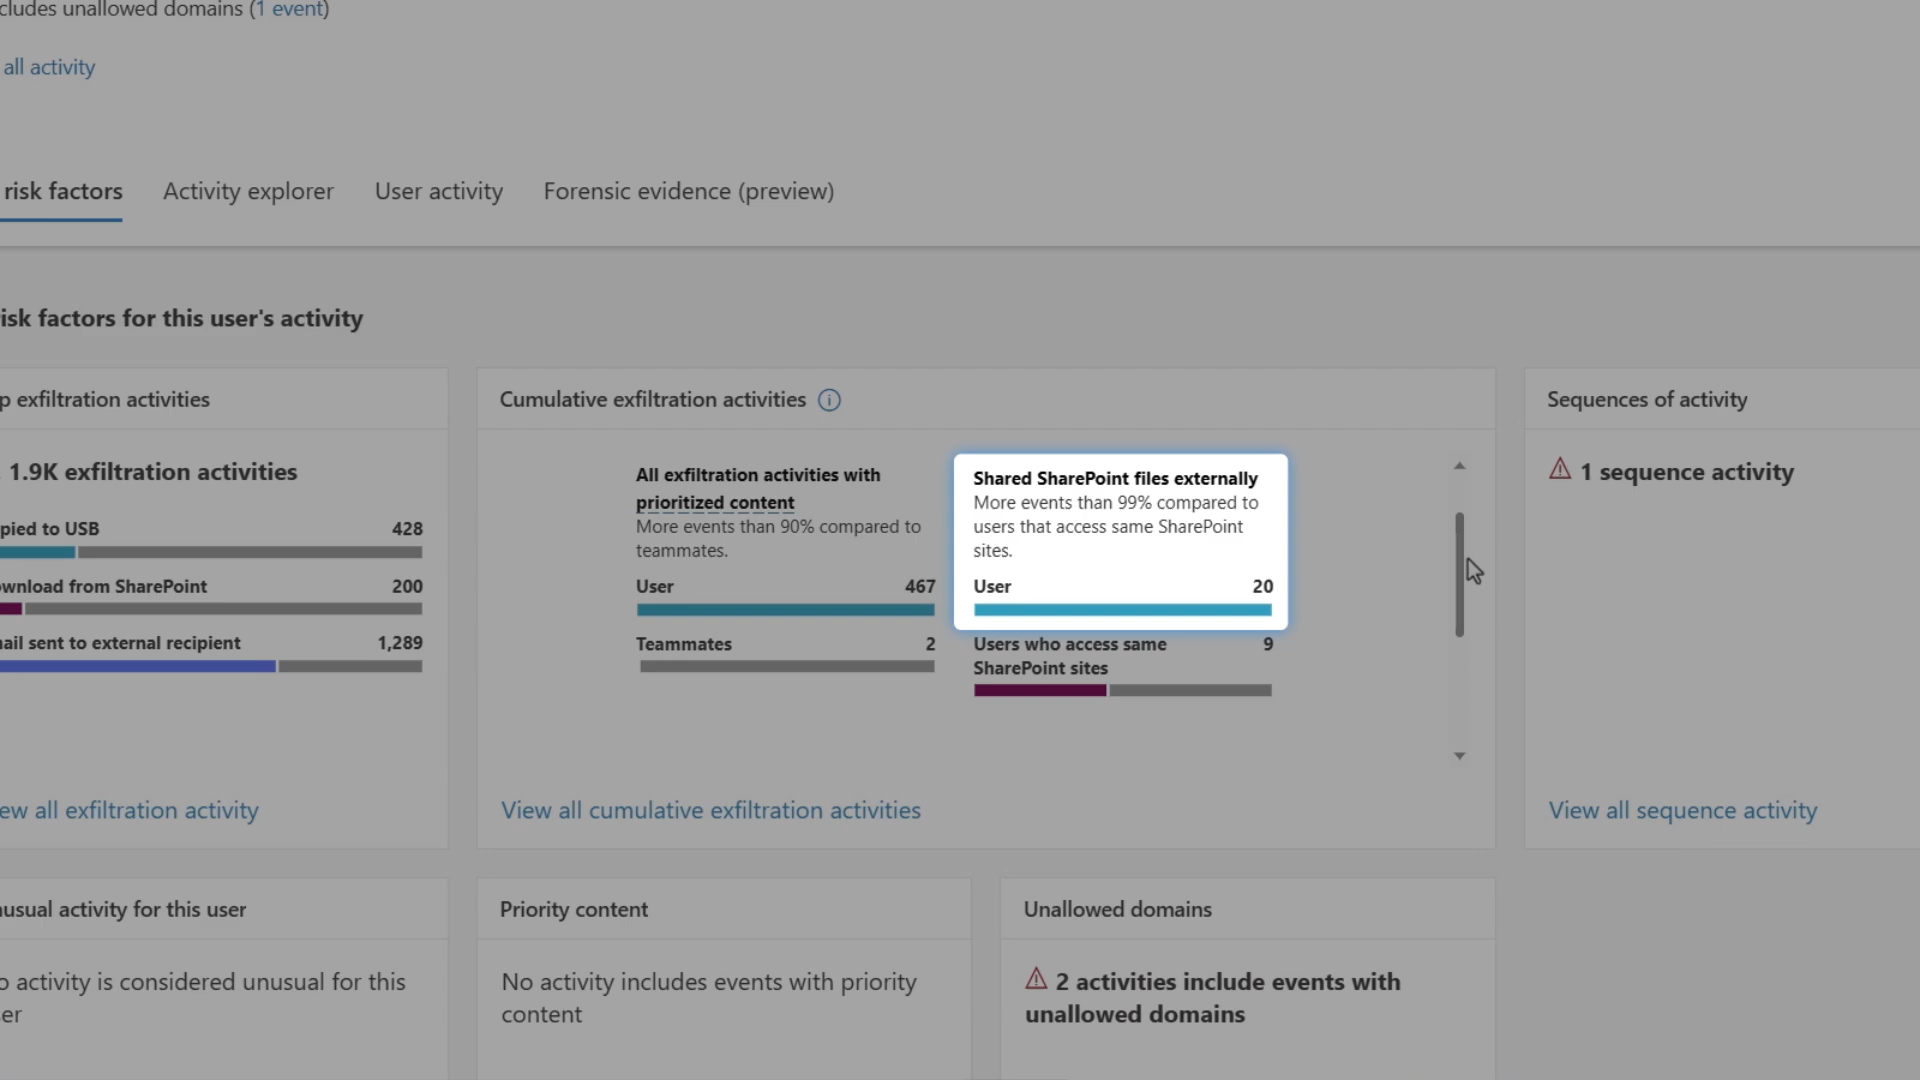 cludes unallowed domains (1 event)
all activity
risk factors Activity explorer User activity Forensic evidence (preview)
isk factors for this user's activity
p exfiltration activities
1.9K exfiltration activities
pied to USB 428
ownload from SharePoint 200
nail sent to external recipient 1,289
ew all exfiltration activity
Cumulative exfiltration activities
All exfiltration activities with
prioritized content
More events than 90% compared to
teammates.
User 467
Teammates 2
Shared SharePoint files externally
More events than 99% compared to
users that access same SharePoint
sites.
User 20
Users who access same 9
SharePoint sites
View all cumulative exfiltration activities
Sequences of activity
1 sequence activity
View all sequence activity
nusual activity for this user
o activity is considered unusual for this
er
Priority content
No activity includes events with priority
content
Unallowed domains
2 activities include events with
unallowed domains